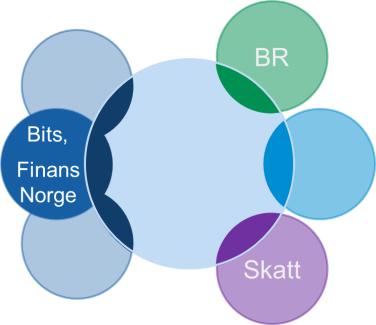 BR
Bits,
Finans
Norge
Skatt